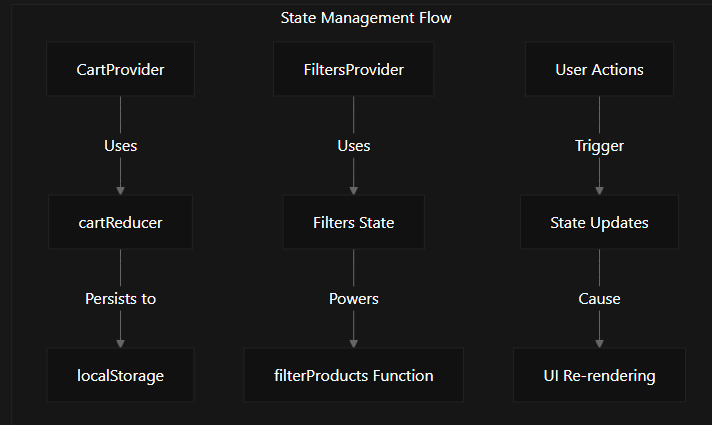 State Management Flow
CartProvider
FiltersProvider
User Actions
Uses
Uses
Trigger
cartReducer
Filters State
State Updates
Persists to
Powers
Cause
localStorage
filterProducts Function
UI Re-rendering